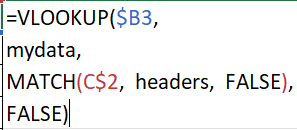 =VLOOKUP($B3,
mydata,
MATCH(C$2, headers, FALSE),
FALSE)